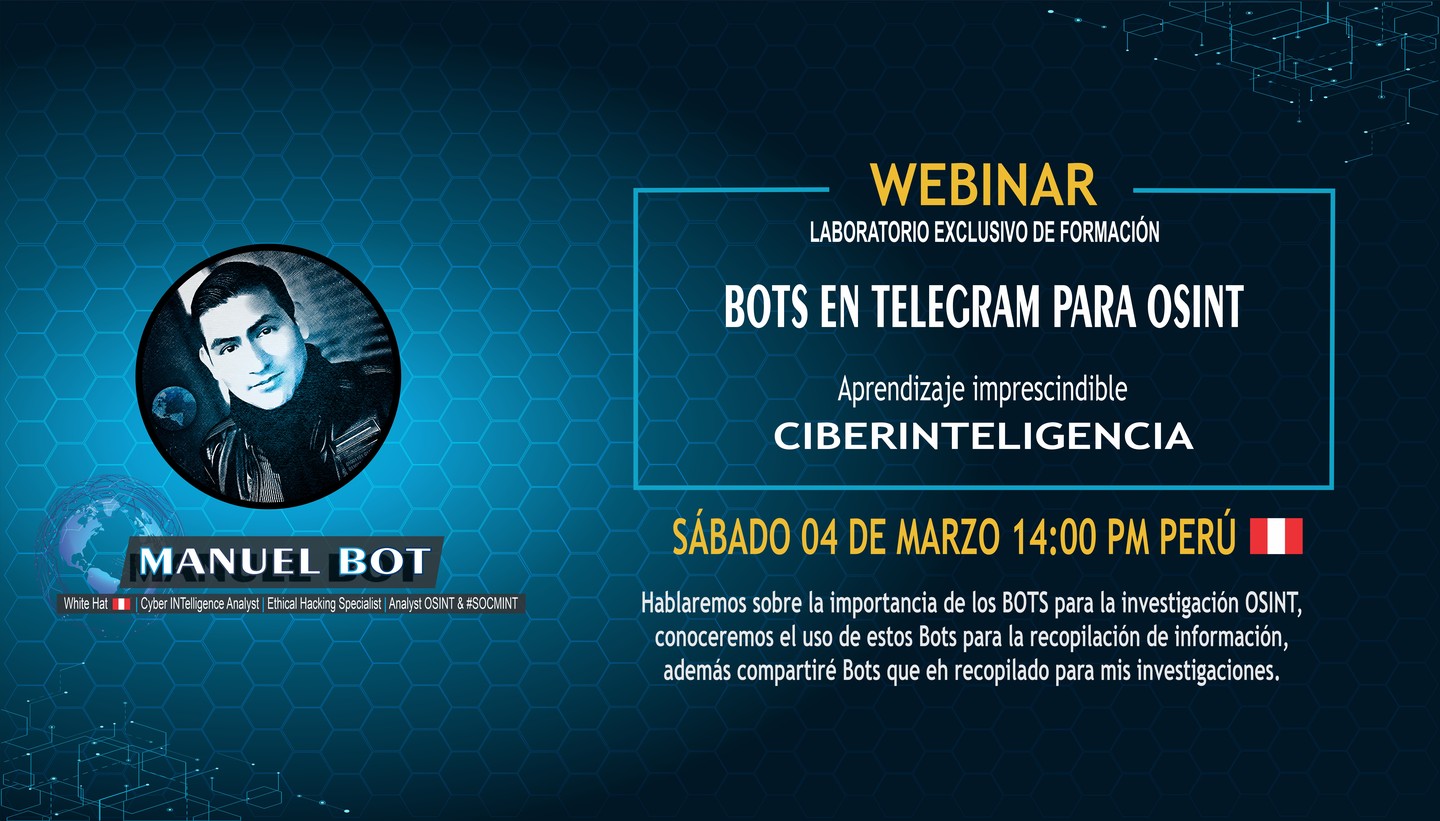 WEBINAR
LABORATORIO EXCLUSIVO DE FORMACIÓN
BOTS EN TELEGRAM PARA OSINT
Aprendizaje imprescindible
CIBERINTELIGENCIA
SÁBADO 04 DE MARZO 14:00 PM PERÚ
Hablaremos sobre la importancia de los BOTS para la investigación OSINT,
conoceremos el uso de estos Bots para la recopilación de información,
además compartiré Bots que eh recopilado para mis investigaciones.
MANUEL BOT
White Hat | Cyber INTelligence Analyst | Ethical Hacking Specialist | Analyst OSINT & #SOCMINT